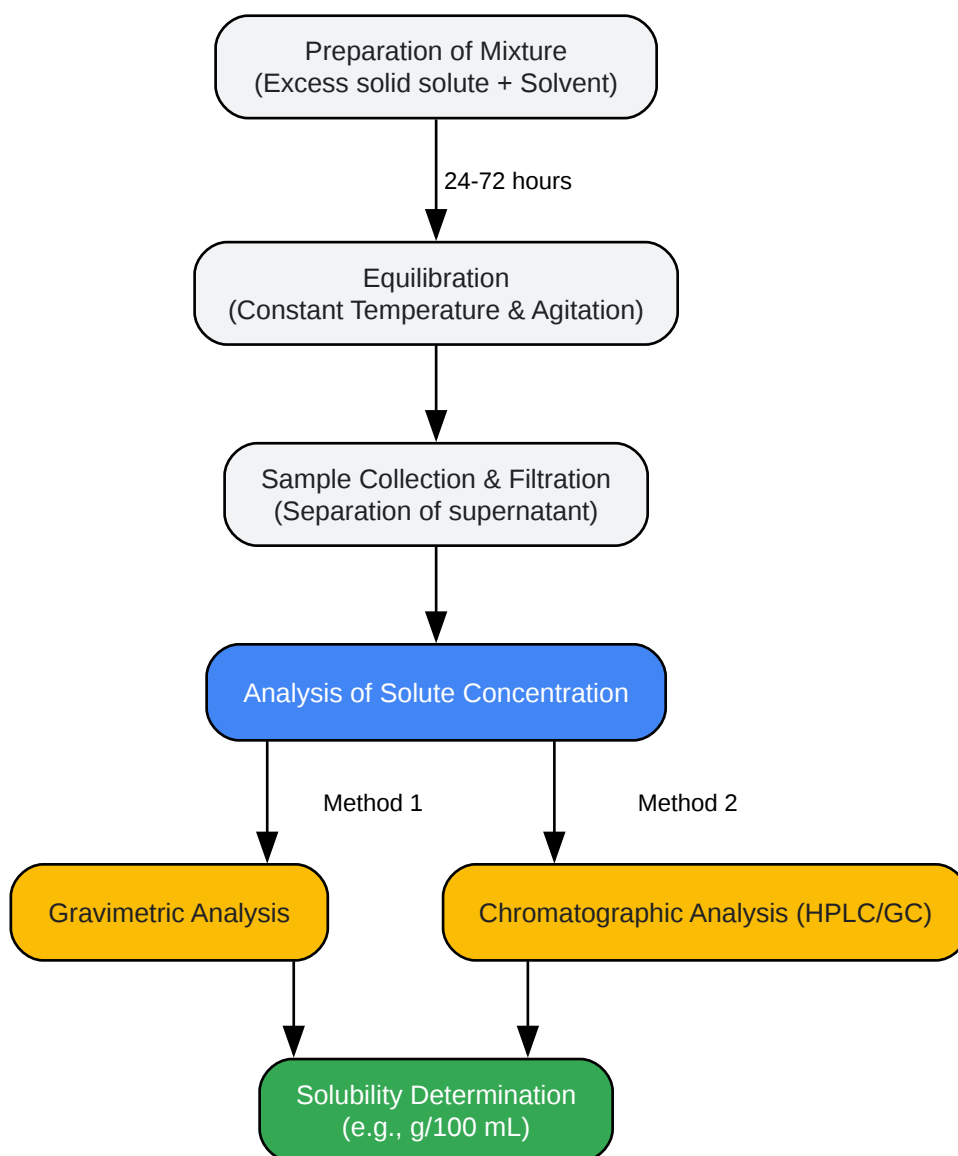 Preparation of Mixture
(Excess solid solute + Solvent)
24-72 hours
Equilibration
(Constant Temperature & Agitation)
Sample Collection & Filtration
(Separation of supernatant)
Analysis of Solute Concentration
Method 1
Method 2
Gravimetric Analysis
Chromatographic Analysis (HPLC/GC)
Solubility Determination
(e.g., g/100 mL)